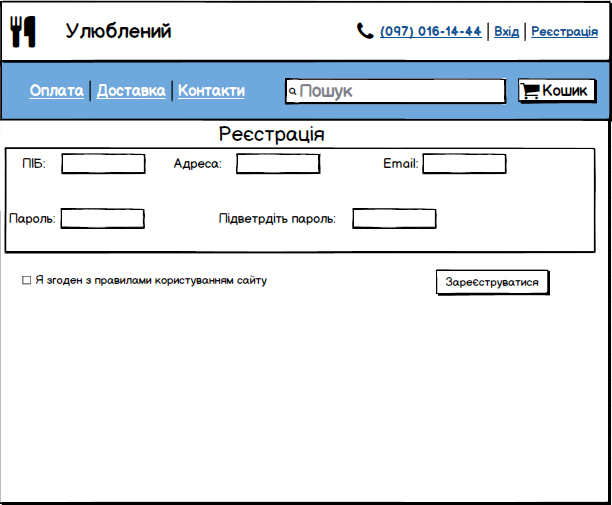 Улюблений
(097) 016-14-44 | Вхід | Реєстрація
Оплата | Доставка | Контакти
Пошук
Кошик
Реєстрація
ПІБ:
Адреса:
Email:
Пароль:
Підветрдіть пароль:
Я згоден з правилами користуванням сайту
Зареєструватися